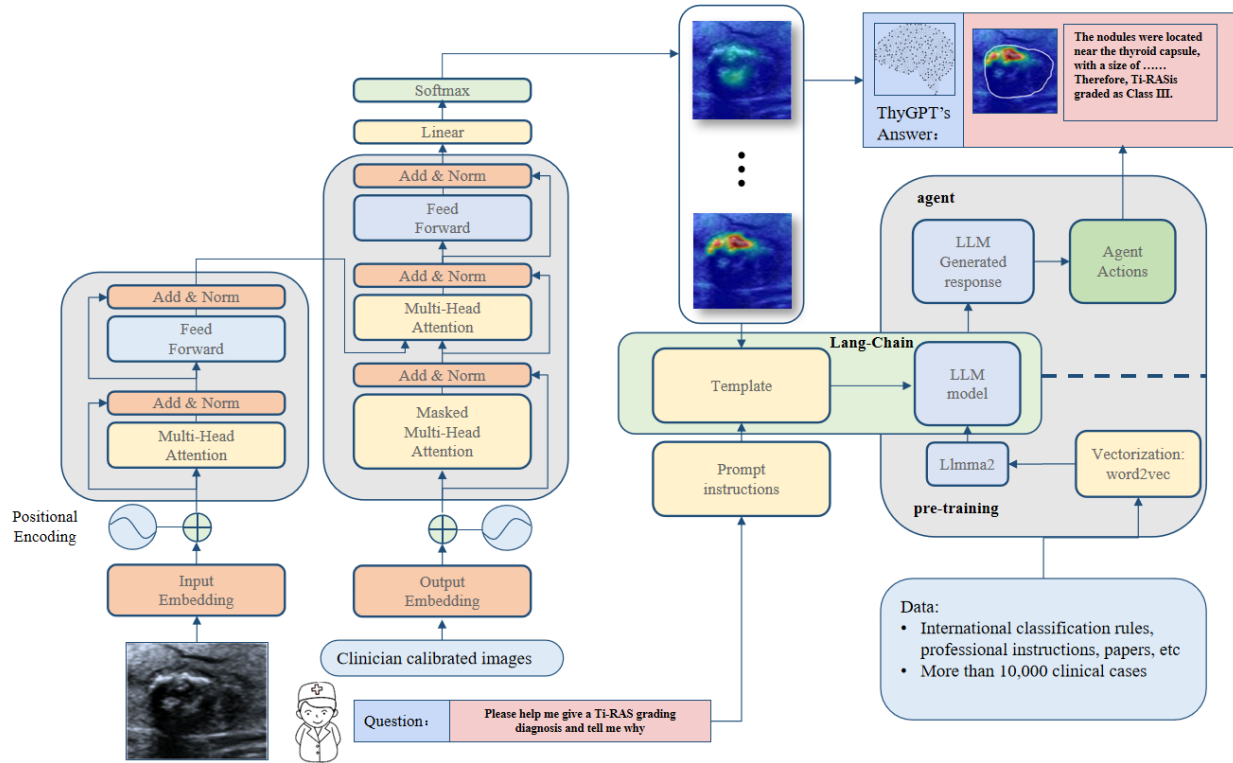 Softmax
Linear
Add & Norm
Feed
Forward
Add & Norm
Multi-Head
Attention
Add & Norm
Masked
Multi-Head
Attention
Add & Norm
Feed
Forward
Add & Norm
Multi-Head
Attention
Positional
Encoding
Input
Embedding
Output
Embedding
Clinician calibrated images
Question:
Please help me give a Ti-RAS grading
diagnosis and tell me why
ThyGPT's
Answer:
The nodules were located
near the thyroid capsule,
with a size of ……
Therefore, Ti-RASis
graded as Class III.
agent
LLM
Generated
response
Agent
Actions
Lang-Chain
Template
LLM
model
Prompt
instructions
Llmma2
Vectorization:
word2vec
pre-training
Data:
• International classification rules,
professional instructions, papers, etc
• More than 10,000 clinical cases